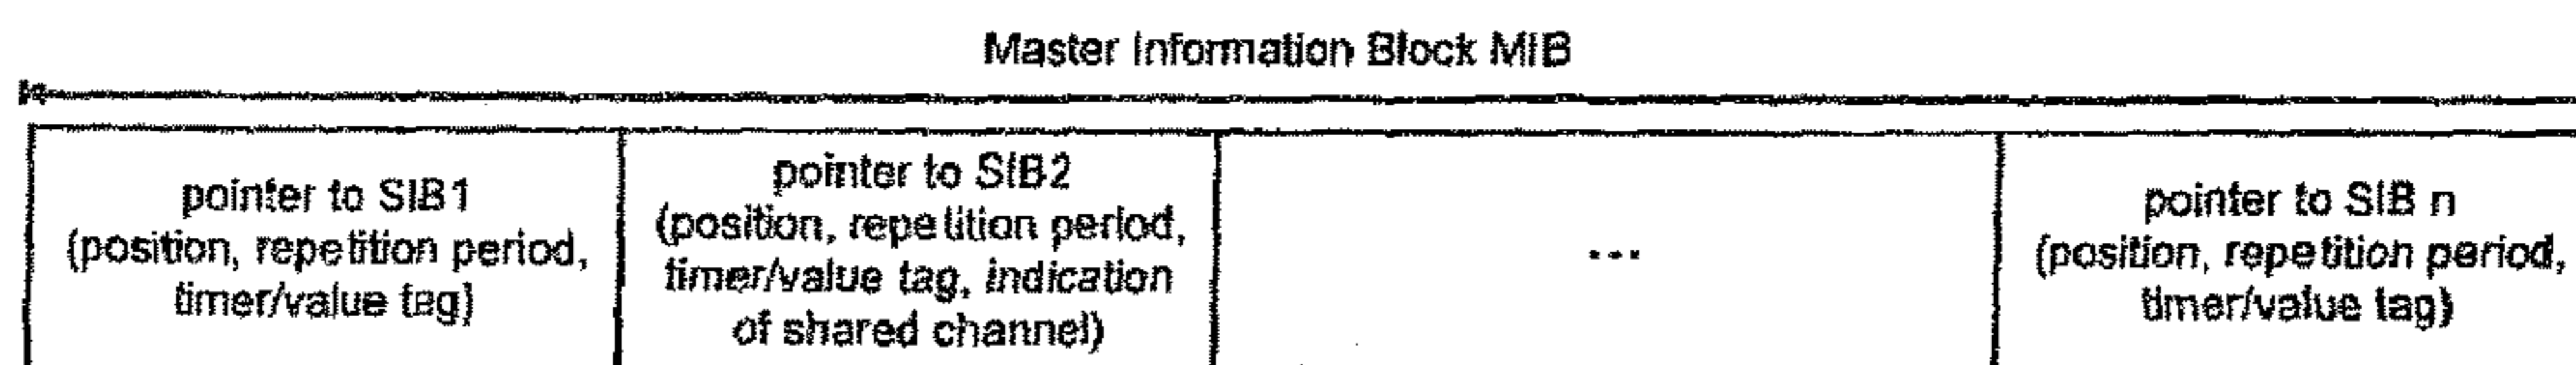 Master Information Block MIB
pointer to SIB1
(position, repetition period,
timer/value tag)
pointer to SIB2
(position, repetition period,
timer/value tag, indication
of shared channel)
...
pointer to SIB n
(position, repetition period,
timer/value tag)